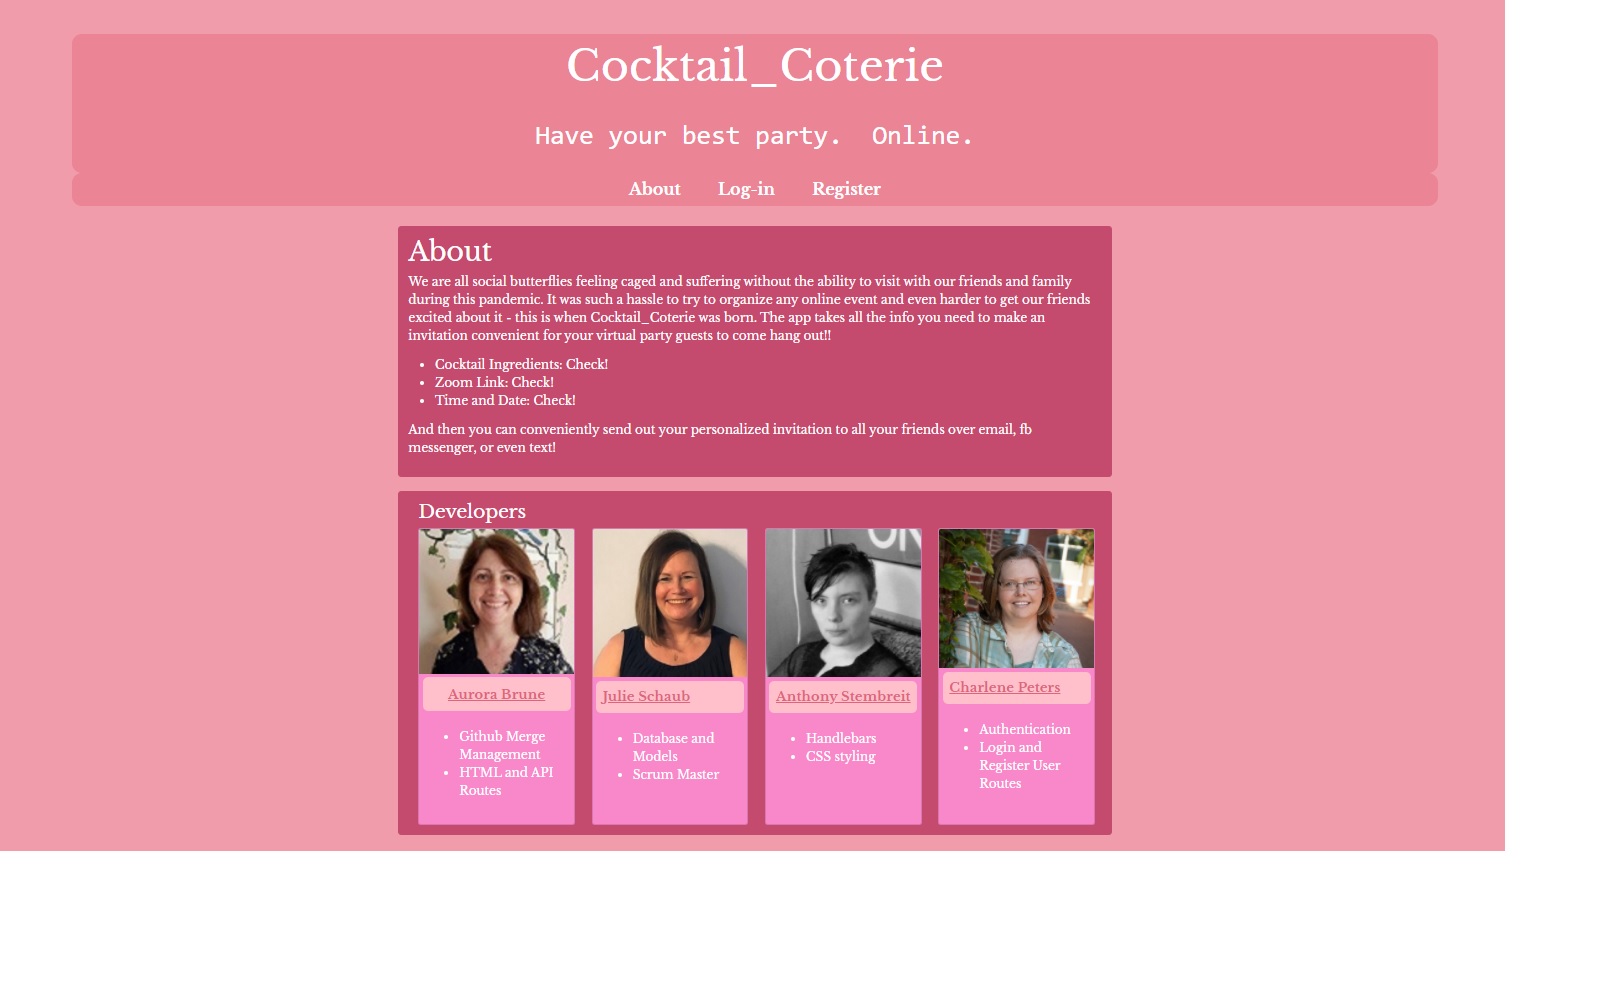 Cocktail_Coterie
Have your best party.  Online.
About Log-in Register
About
We are all social butterflies feeling caged and suffering without the ability to visit with our friends and family
during this pandemic. It was such a hassle to try to organize any online event and even harder to get our friends
excited about it - this is when Cocktail_Coterie was born. The app takes all the info you need to make an
invitation convenient for your virtual party guests to come hang out!!
• Cocktail Ingredients: Check!
• Zoom Link: Check!
• Time and Date: Check!
And then you can conveniently send out your personalized invitation to all your friends over email, fb
messenger, or even text!
Developers
Aurora Brune
• Github Merge
Management
• HTML and API
Routes
Julie Schaub
• Database and
Models
• Scrum Master
Anthony Stembreit
• Handlebars
• CSS styling
Charlene Peters
• Authentication
• Login and
Register User
Routes